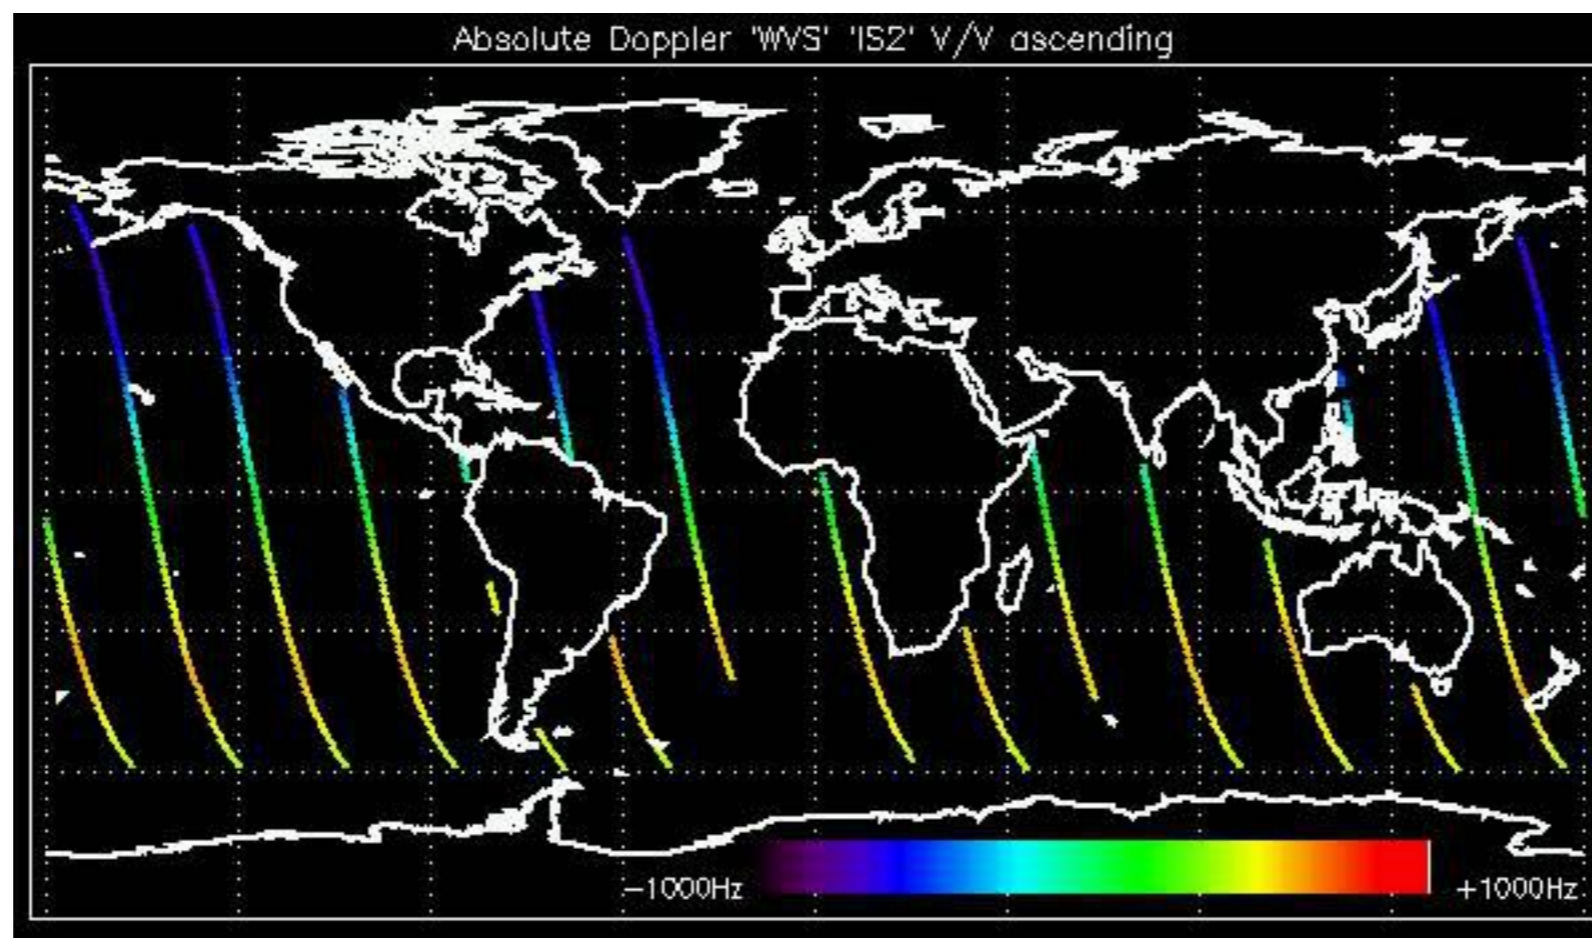 Absolute Doppler 'WVS' 'IS2' V/V ascending
−1000Hz +1000Hz